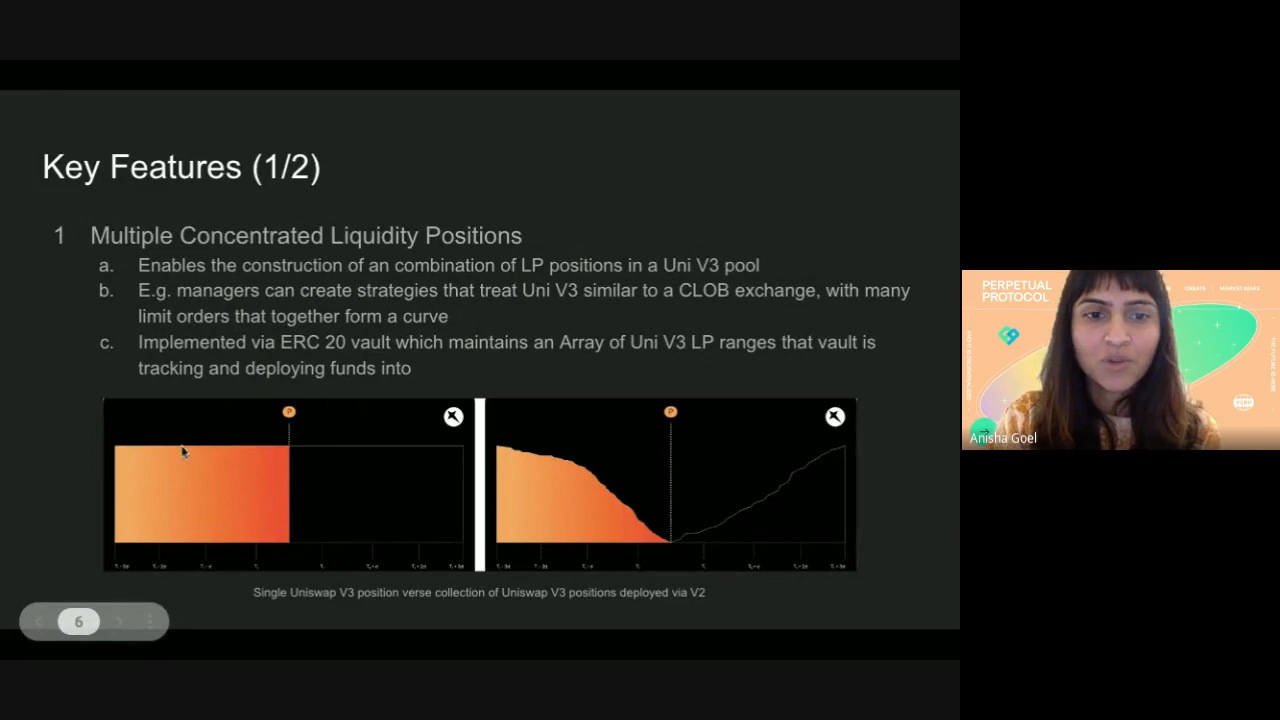 Key Features (1/2)
1 Multiple Concentrated Liquidity Positions
a. Enables the construction of an combination of LP positions in a Uni V3 pool
b. E.g. managers can create strategies that treat Uni V3 similar to a CLOB exchange, with many
limit orders that together form a curve
c. Implemented via ERC 20 vault which maintains an Array of Uni V3 LP ranges that vault is
tracking and deploying funds into
P
P
Single Uniswap V3 position verse collection of Uniswap V3 positions deployed via V2
6
PERPETUAL
PROTOCOL
CREATE
Anisha Goel